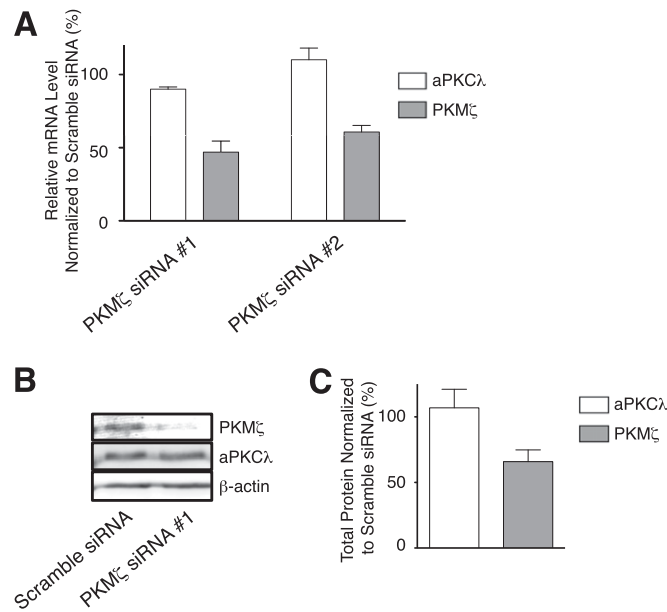 A
Relative mRNA Level
Normalized to Scramble siRNA (%)
100
50
0
aPKCλ
PKMζ
PKMζ siRNA #1
PKMζ siRNA #2
B
PKMζ
aPKCλ
β-actin
Scramble siRNA
PKMζ siRNA #1
C
Total Protein Normalized
to Scramble siRNA (%)
100
50
0
aPKCλ
PKMζ